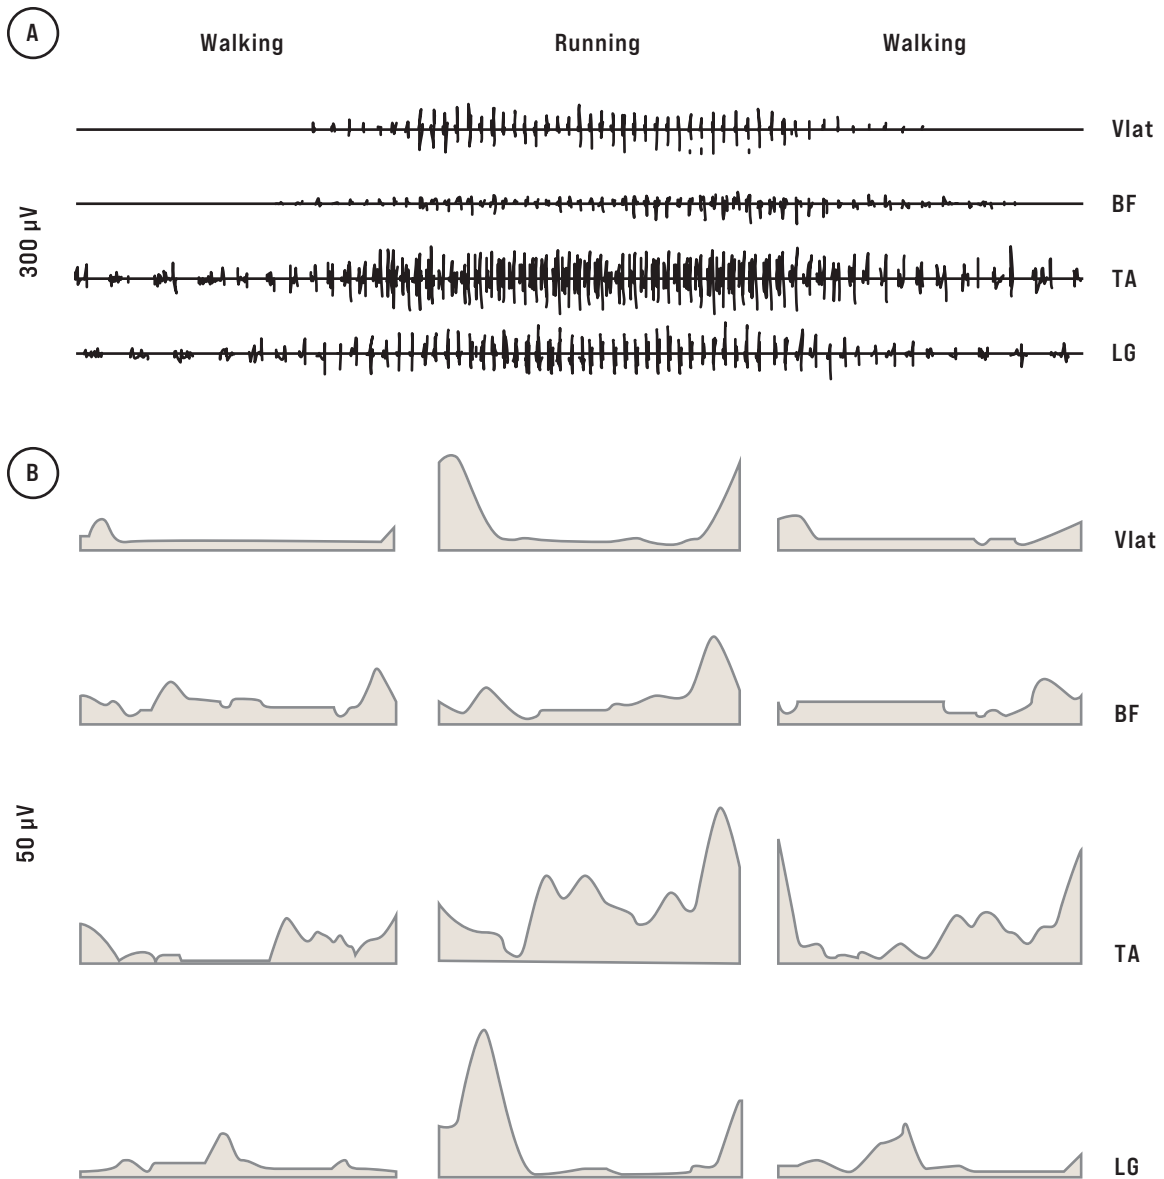 A
Walking Running Walking
Vlat
BF
300 µV
TA
LG
B
Vlat
BF
50 µV
TA
LG